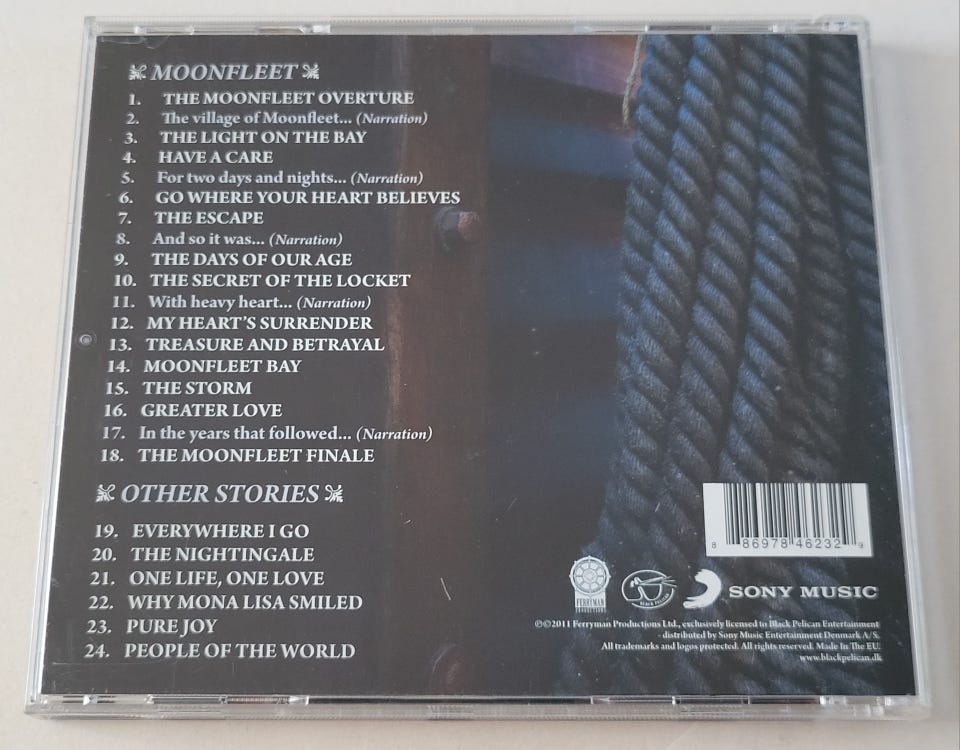 MOONFLEET
1. THE MOONFLEET OVERTURE
2. The village of Moonfleet... (Narration)
3. THE LIGHT ON THE BAY
4. HAVE A CARE
5. For two days and nights... (Narration)
6. GO WHERE YOUR HEART BELIEVES
7. THE ESCAPE
8. And so it was... (Narration)
9. THE DAYS OF OUR AGE
10. THE SECRET OF THE LOCKET
11. With heavy heart... (Narration)
12. MY HEART'S SURRENDER
13. TREASURE AND BETRAYAL
14. MOONFLEET BAY
15. THE STORM
16. GREATER LOVE
17. In the years that followed... (Narration)
18. THE MOONFLEET FINALE
OTHER STORIES
19. EVERYWHERE I GO
20. THE NIGHTINGALE
21. ONE LIFE, ONE LOVE
22. WHY MONA LISA SMILED
23. PURE JOY
24. PEOPLE OF THE WORLD
8 86978 46232 9
FERRYMAN
PRODUCTIONS
BLACK PELICAN
SONY MUSIC
℗©2011 Ferryman Productions Ltd., exclusively licensed to Black Pelican Entertainment
- distributed by Sony Music Entertainment Denmark A/S.
All trademarks and logos protected. All rights reserved. Made In The EU.
www.blackpelican.dk